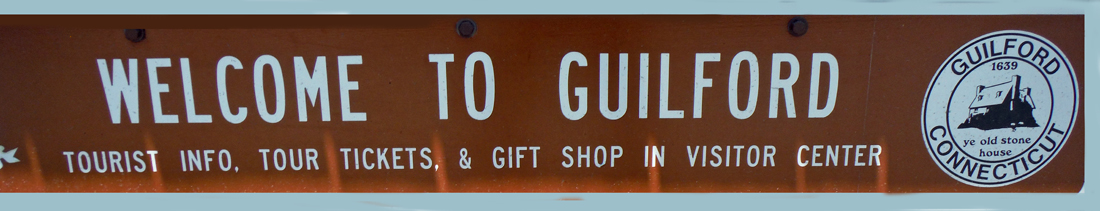 WELCOME TO GUILFORD
TOURIST INFO, TOUR TICKETS, & GIFT SHOP IN VISITOR CENTER
GUILFORD
1639
ye old stone
house
CONNECTICUT